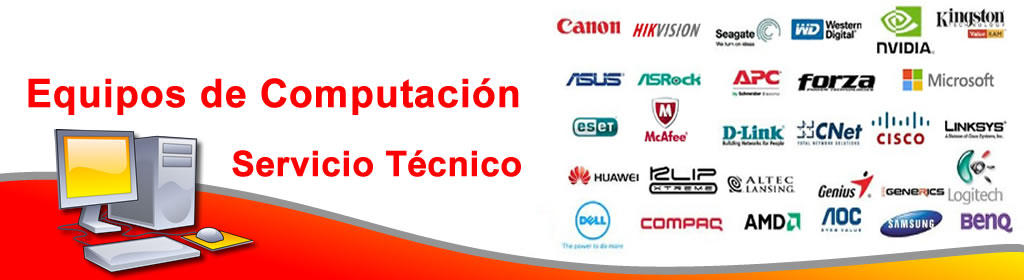 Equipos de Computación
Servicio Técnico
Canon
HIKVISION
Seagate
We turn on ideas
WD Western Digital
NVIDIA
Kingston
TECHNOLOGY
Value RAM
ASUS
ASRock
APC
by Schneider Electric
forza
POWER TECHNOLOGIES
Microsoft
eset
McAfee
D-Link
Building Networks for People
CNet
TOTAL NETWORK SOLUTIONS
CISCO
LINKSYS
A Division of Cisco Systems, Inc.
HUAWEI
KLIP
XTREME
ALTEC
LANSING
Genius
GENERICS
Logitech
DELL
The power to do more
COMPAQ
AMD
AOC
SAMSUNG
BenQ